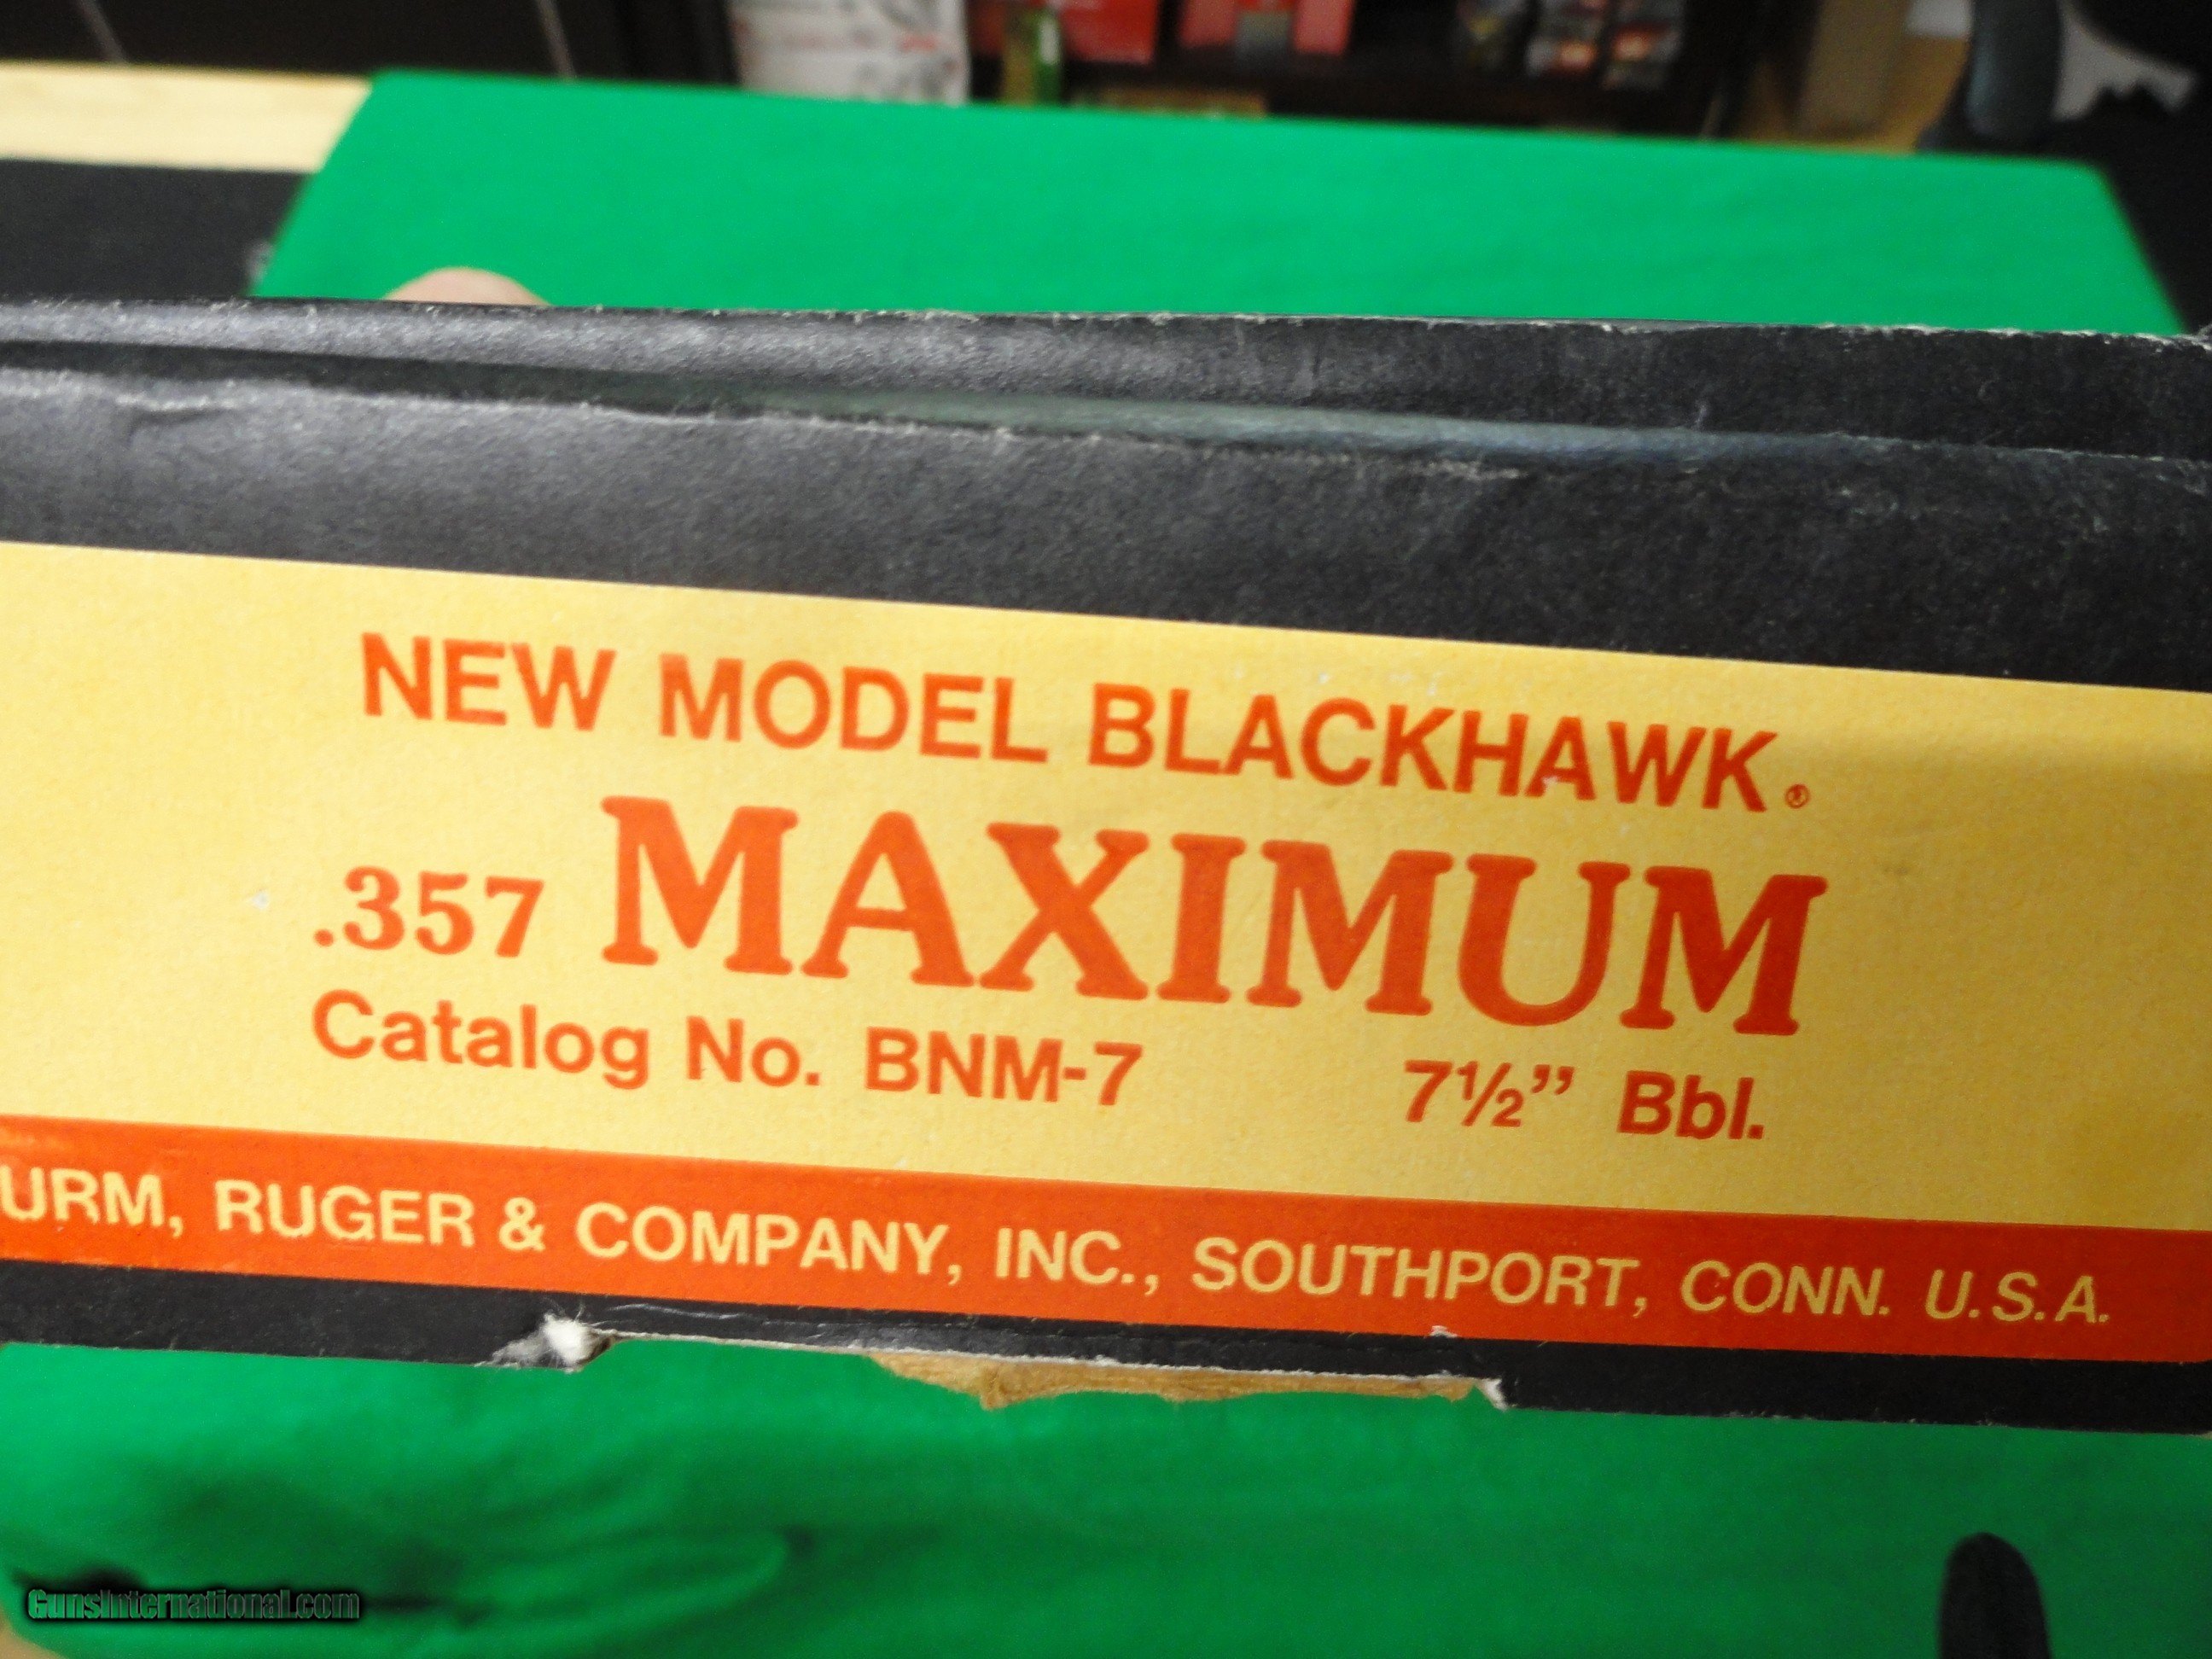 NEW MODEL BLACKHAWK®
.357 MAXIMUM
Catalog No. BNM-7 7½" Bbl.
URM, RUGER & COMPANY, INC., SOUTHPORT, CONN. U.S.A.
GunsInternational.com